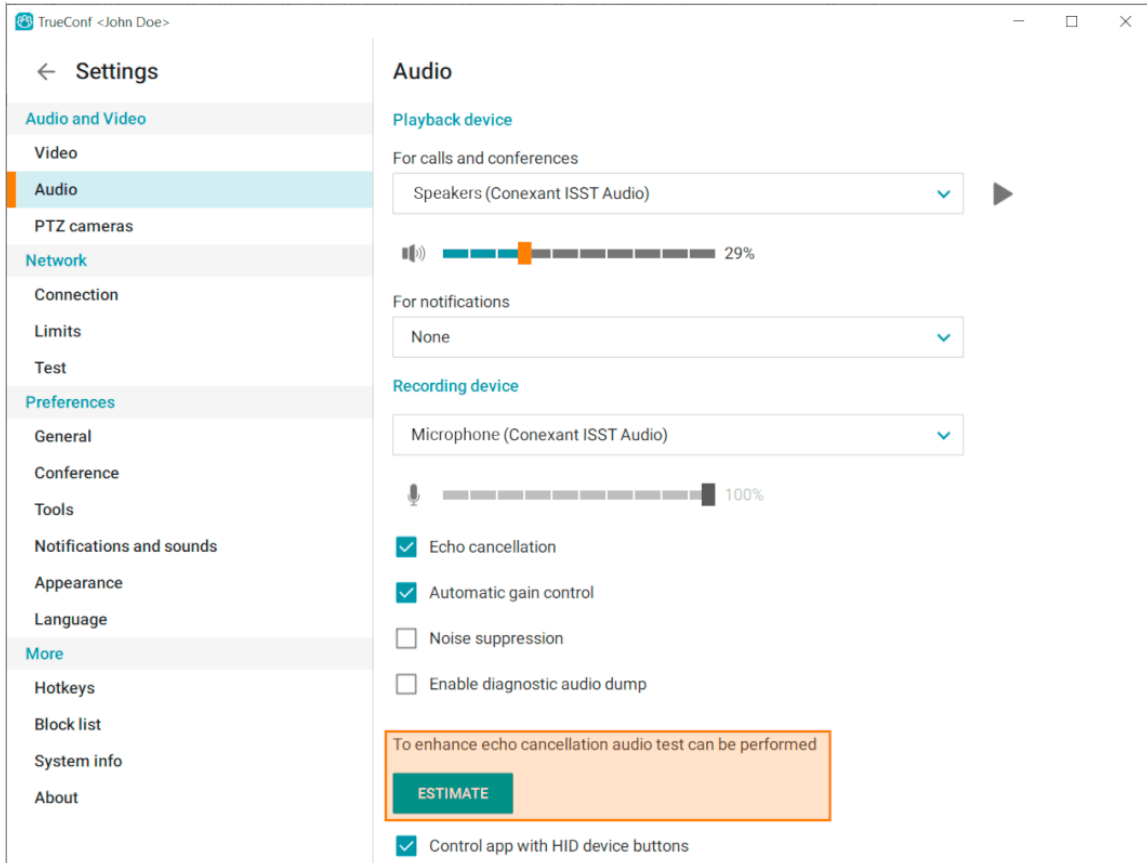 TrueConf <John Doe>
Settings
Audio and Video
Video
Audio
PTZ cameras
Network
Connection
Limits
Test
Preferences
General
Conference
Tools
Notifications and sounds
Appearance
Language
More
Hotkeys
Block list
System info
About
Audio
Playback device
For calls and conferences
Speakers (Conexant ISST Audio)
29%
For notifications
None
Recording device
Microphone (Conexant ISST Audio)
100%
Echo cancellation
Automatic gain control
Noise suppression
Enable diagnostic audio dump
To enhance echo cancellation audio test can be performed
ESTIMATE
Control app with HID device buttons